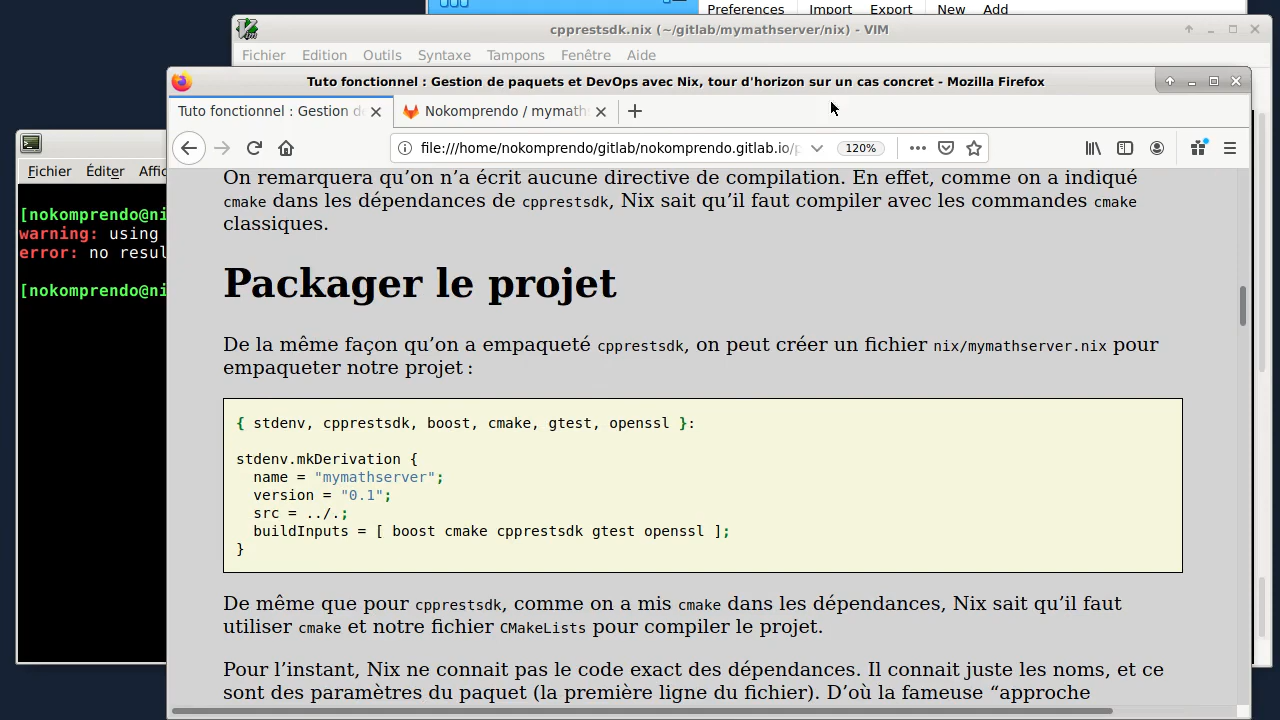 Preferences Import Export New Add
cpprestsdk.nix (~/gitlab/mymathserver/nix) - VIM
Fichier Edition Outils Syntaxe Tampons Fenêtre Aide
Tuto fonctionnel : Gestion de paquets et DevOps avec Nix, tour d'horizon sur un cas concret - Mozilla Firefox
Tuto fonctionnel : Gestion d
Nokomprendo / mymath
file:///home/nokomprendo/gitlab/nokomprendo.gitlab.io/p
120%
Fichier Éditer Affic
[nokomprendo@ni
warning: using
error: no resul
[nokomprendo@ni
On remarquera qu’on n’a écrit aucune directive de compilation. En effet, comme on a indiqué
cmake dans les dépendances de cpprestsdk, Nix sait qu’il faut compiler avec les commandes cmake
classiques.
Packager le projet
De la même façon qu’on a empaqueté cpprestsdk, on peut créer un fichier nix/mymathserver.nix pour
empaqueter notre projet :
{ stdenv, cpprestsdk, boost, cmake, gtest, openssl }:
stdenv.mkDerivation {
name = "mymathserver";
version = "0.1";
src = ../.;
buildInputs = [ boost cmake cpprestsdk gtest openssl ];
}
De même que pour cpprestsdk, comme on a mis cmake dans les dépendances, Nix sait qu’il faut
utiliser cmake et notre fichier CMakeLists pour compiler le projet.
Pour l’instant, Nix ne connait pas le code exact des dépendances. Il connait juste les noms, et ce
sont des paramètres du paquet (la première ligne du fichier). D’où la fameuse “approche